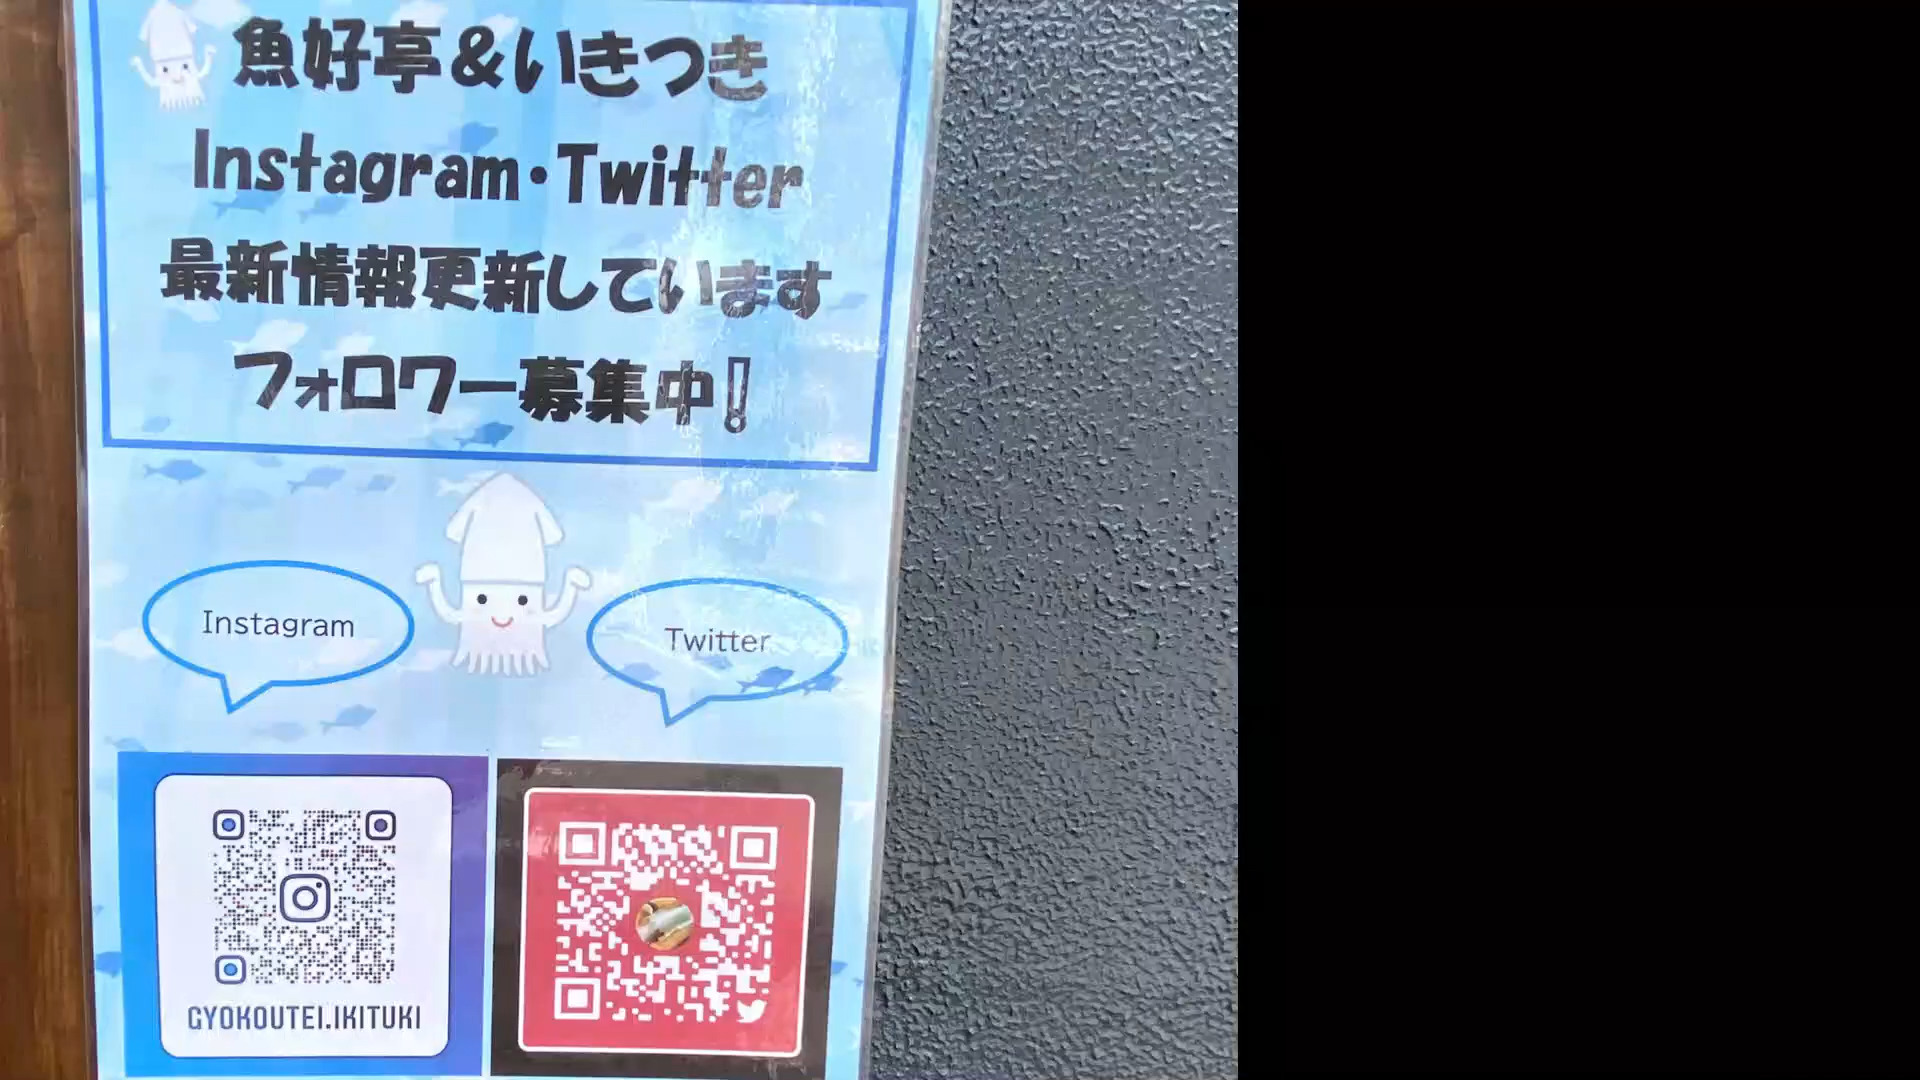 魚好亭&いきつき
Instagram・Twitter
最新情報更新しています
フォロワー募集中!
Instagram
Twitter
GYOKOUTEI.IKITUKI